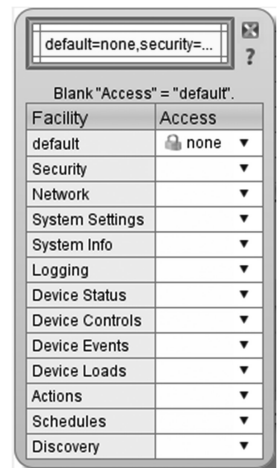 default=none,security=...
?
Blank "Access" = "default".
Facility Access
default none
Security
Network
System Settings
System Info
Logging
Device Status
Device Controls
Device Events
Device Loads
Actions
Schedules
Discovery